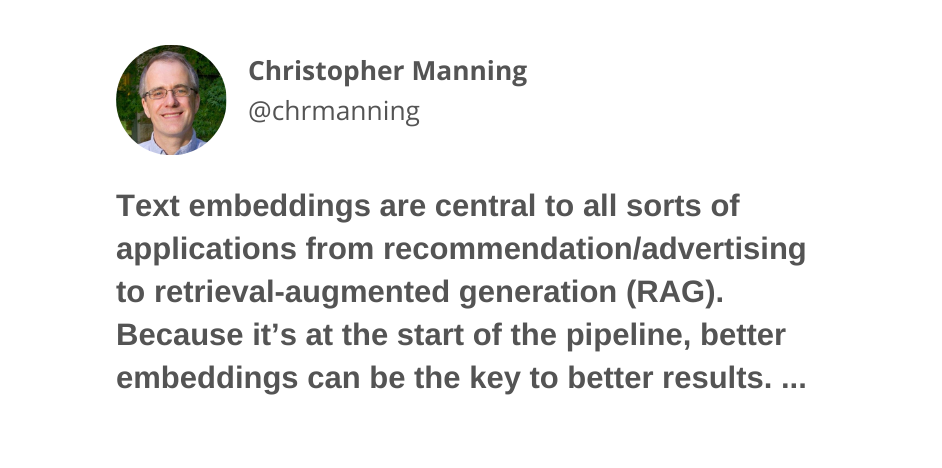 Christopher Manning
@chrmanning
Text embeddings are central to all sorts of
applications from recommendation/advertising
to retrieval-augmented generation (RAG).
Because it’s at the start of the pipeline, better
embeddings can be the key to better results. ...